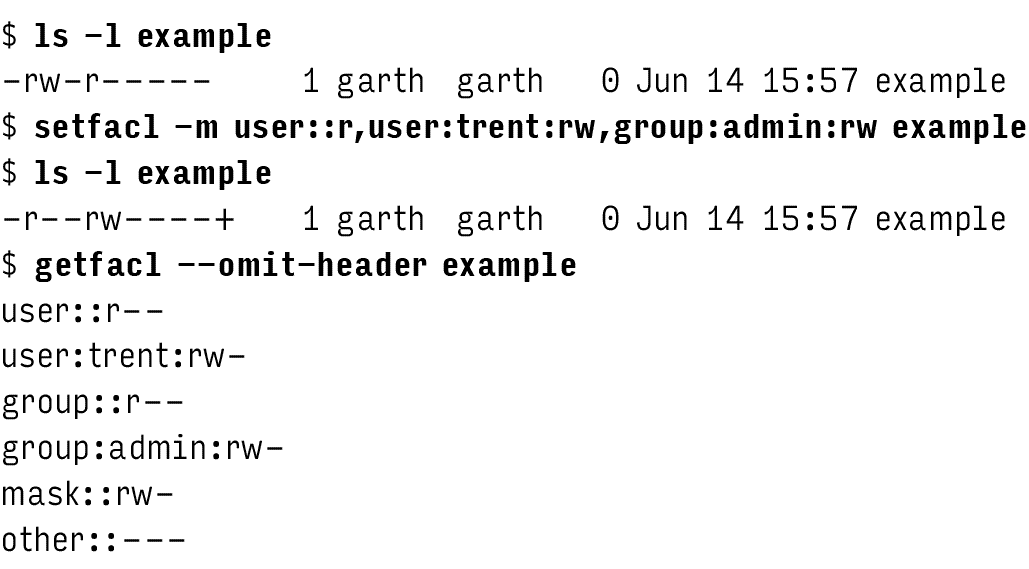 $ ls -l example
-rw-r-----     1 garth  garth   0 Jun 14 15:57 example
$ setfacl -m user::r,user:trent:rw,group:admin:rw example
$ ls -l example
-r--rw----+    1 garth  garth   0 Jun 14 15:57 example
$ getfacl --omit-header example
user::r--
user:trent:rw-
group::r--
group:admin:rw-
mask::rw-
other::---